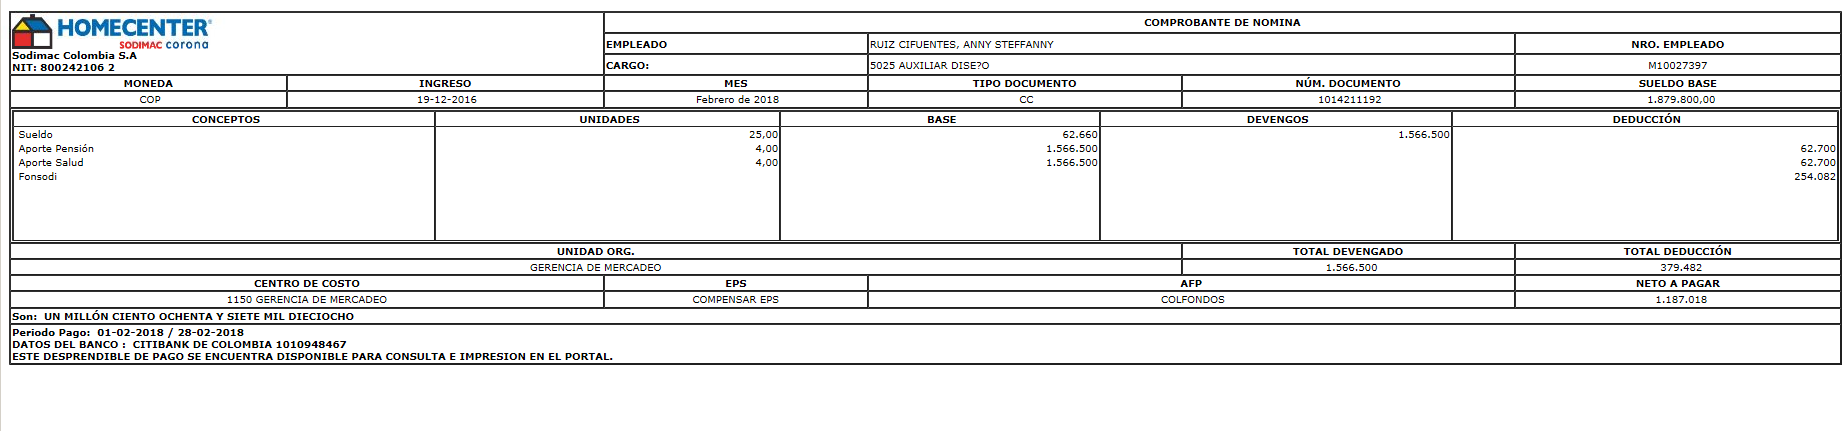 HOMECENTER
SODIMAC corona
Sodimac Colombia S.A
NIT: 800242106 2
COMPROBANTE DE NOMINA
EMPLEADO RUIZ CIFUENTES, ANNY STEFFANNY NRO. EMPLEADO
CARGO: 5025 AUXILIAR DISE?O M10027397
MONEDA INGRESO MES TIPO DOCUMENTO NÚM. DOCUMENTO SUELDO BASE
COP 19-12-2016 Febrero de 2018 CC 1014211192 1.879.800,00
CONCEPTOS UNIDADES BASE DEVENGOS DEDUCCIÓN
Sueldo 25,00 62.660 1.566.500
Aporte Pensión 4,00 1.566.500 62.700
Aporte Salud 4,00 1.566.500 62.700
Fonsodi 254.082
UNIDAD ORG. TOTAL DEVENGADO TOTAL DEDUCCIÓN
GERENCIA DE MERCADEO 1.566.500 379.482
CENTRO DE COSTO EPS AFP NETO A PAGAR
1150 GERENCIA DE MERCADEO COMPENSAR EPS COLFONDOS 1.187.018
Son: UN MILLÓN CIENTO OCHENTA Y SIETE MIL DIECIOCHO
Periodo Pago: 01-02-2018 / 28-02-2018
DATOS DEL BANCO : CITIBANK DE COLOMBIA 1010948467
ESTE DESPRENDIBLE DE PAGO SE ENCUENTRA DISPONIBLE PARA CONSULTA E IMPRESION EN EL PORTAL.